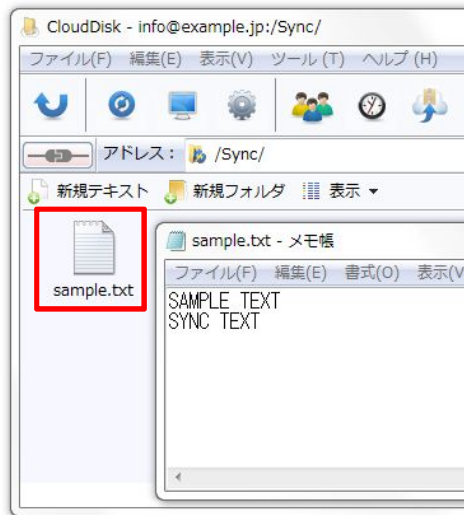 CloudDisk - info@example.jp:/Sync/
ファイル(F) 編集(E) 表示(V) ツール (T) ヘルプ (H)
アドレス： /Sync/
新規テキスト 新規フォルダ 表示 ▼
sample.txt
sample.txt - メモ帳
ファイル(F) 編集(E) 書式(O) 表示(V
SAMPLE TEXT
SYNC TEXT